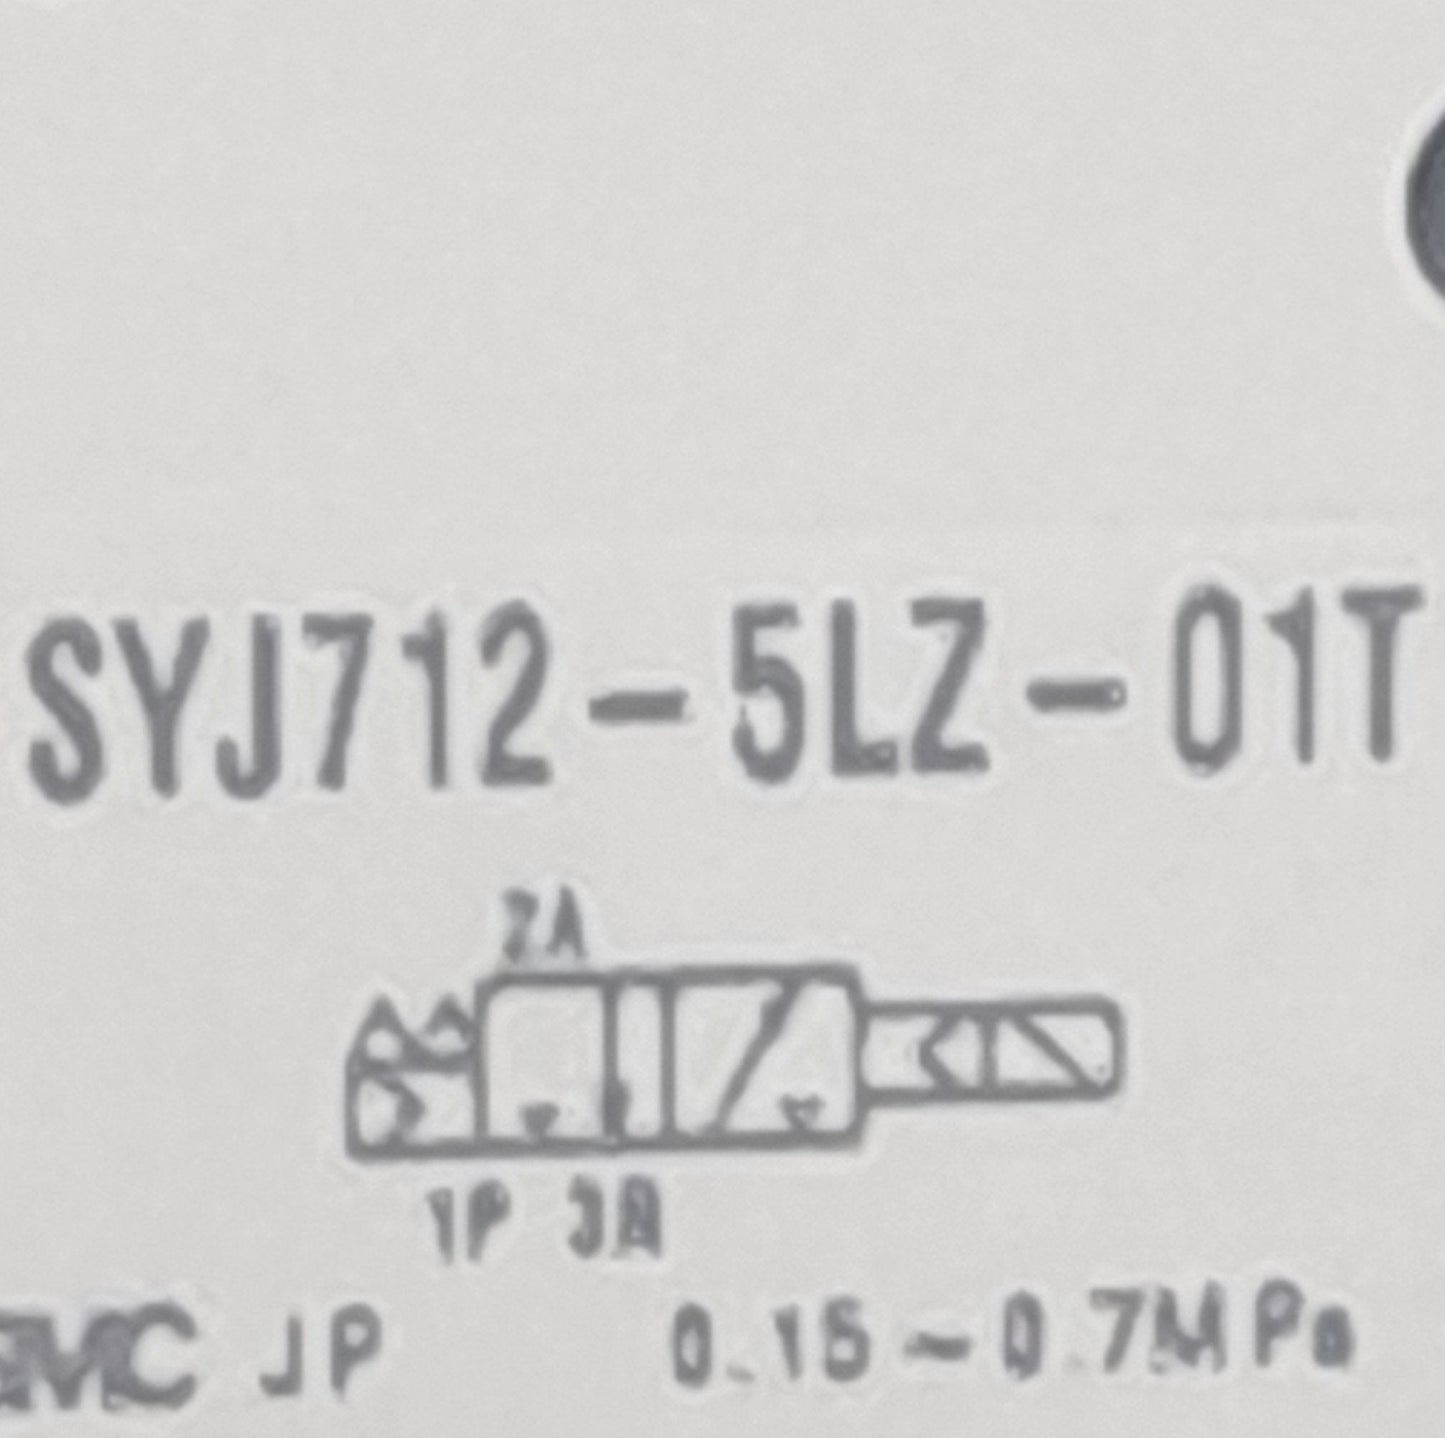 SYJ712-5LZ-01T
2A
1P 3R
SMC JP 0.15~0.7MPa